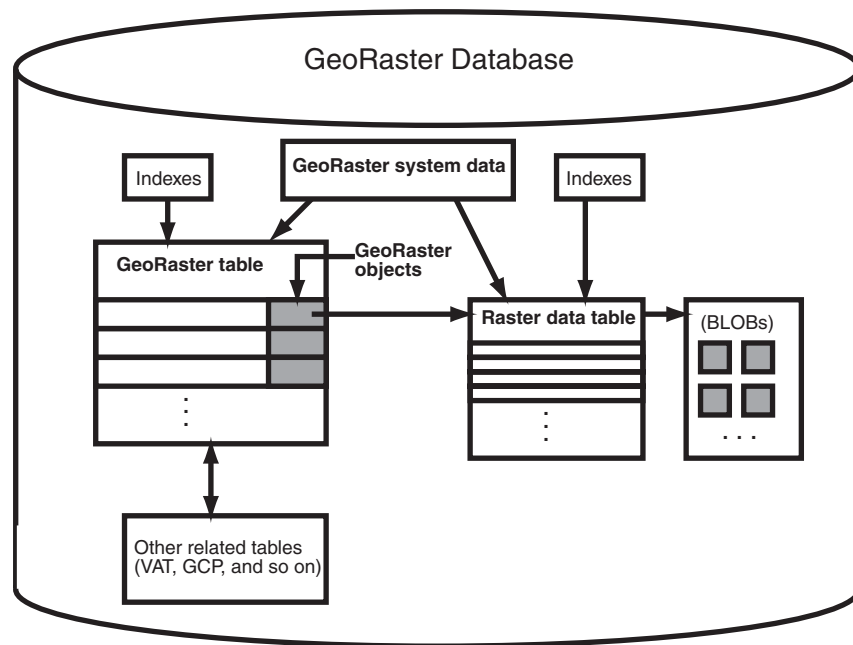 GeoRaster Database
Indexes
GeoRaster system data
Indexes
GeoRaster table
GeoRaster
objects
Raster data table
(BLOBs)
. . .
. . .
. . .
Other related tables
(VAT, GCP, and so on)